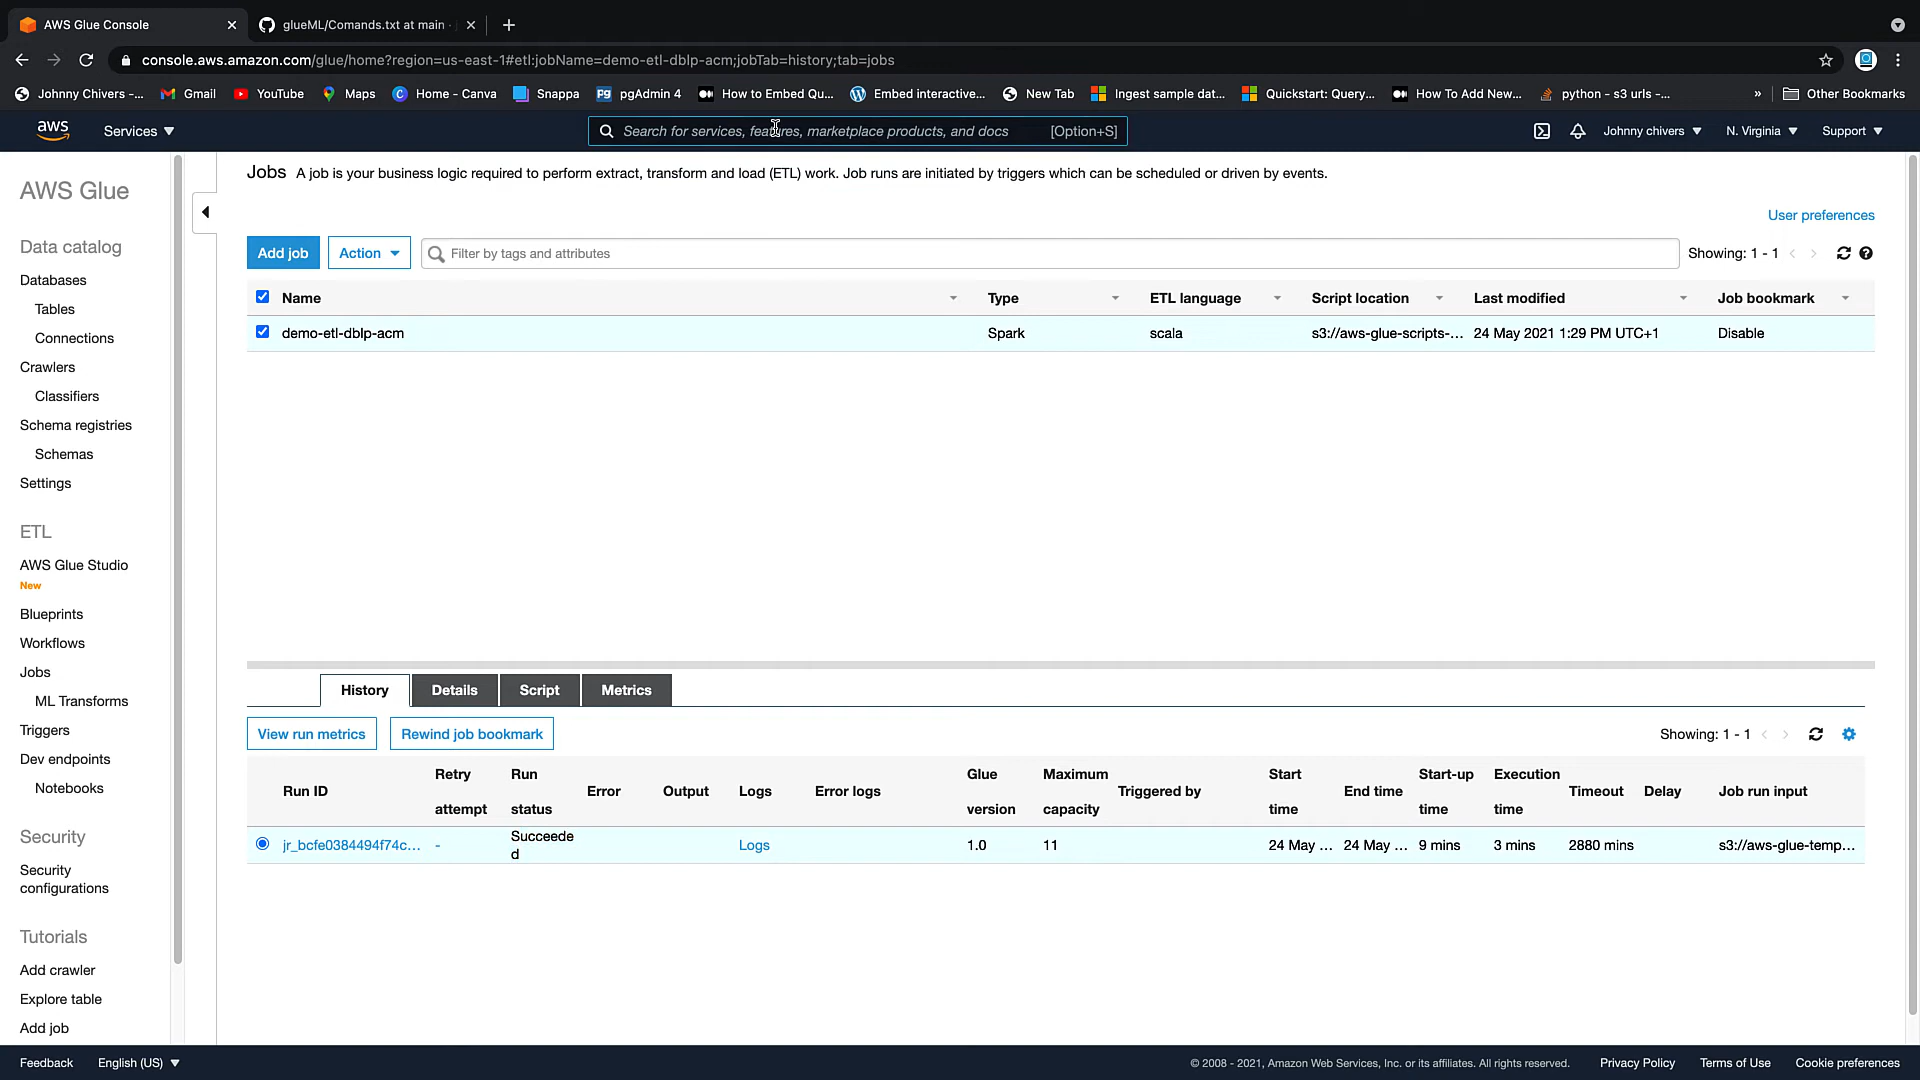 AWS Glue Console
glueML/Comands.txt at main ·
console.aws.amazon.com/glue/home?region=us-east-1#etl:jobName=demo-etl-dblp-acm;jobTab=history;tab=jobs
Johnny Chivers -... Gmail YouTube Maps Home - Canva Snappa pgAdmin 4 How to Embed Qu... Embed interactive... New Tab Ingest sample dat... Quickstart: Query... How To Add New... python - s3 urls -... » Other Bookmarks
aws Services Search for services, features, marketplace products, and docs [Option+S] Johnny chivers N. Virginia Support
AWS Glue
Data catalog
Databases
Tables
Connections
Crawlers
Classifiers
Schema registries
Schemas
Settings
ETL
AWS Glue Studio
New
Blueprints
Workflows
Jobs
ML Transforms
Triggers
Dev endpoints
Notebooks
Security
Security
configurations
Tutorials
Add crawler
Explore table
Add job
Jobs A job is your business logic required to perform extract, transform and load (ETL) work. Job runs are initiated by triggers which can be scheduled or driven by events.
User preferences
Add job Action Filter by tags and attributes Showing: 1 - 1
Name Type ETL language Script location Last modified Job bookmark
demo-etl-dblp-acm Spark scala s3://aws-glue-scripts-... 24 May 2021 1:29 PM UTC+1 Disable
History Details Script Metrics
View run metrics Rewind job bookmark Showing: 1 - 1
Run ID Retry attempt Run status Error Output Logs Error logs Glue version Maximum capacity Triggered by Start time End time Start-up time Execution time Timeout Delay Job run input
jr_bcfe0384494f74c... - Succeeded Logs 1.0 11 24 May ... 24 May ... 9 mins 3 mins 2880 mins s3://aws-glue-temp...
Feedback English (US) © 2008 - 2021, Amazon Web Services, Inc. or its affiliates. All rights reserved. Privacy Policy Terms of Use Cookie preferences